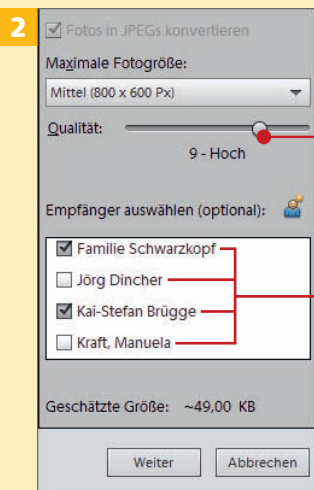 2
Fotos in JPEGs konvertieren
Maximale Fotogröße:
Mittel (800 x 600 Px)
Qualität:
9 - Hoch
Empfänger auswählen (optional):
Familie Schwarzkopf
Jörg Dincher
Kai-Stefan Brügge
Kraft, Manuela
Geschätzte Größe: ~49,00 KB
Weiter Abbrechen